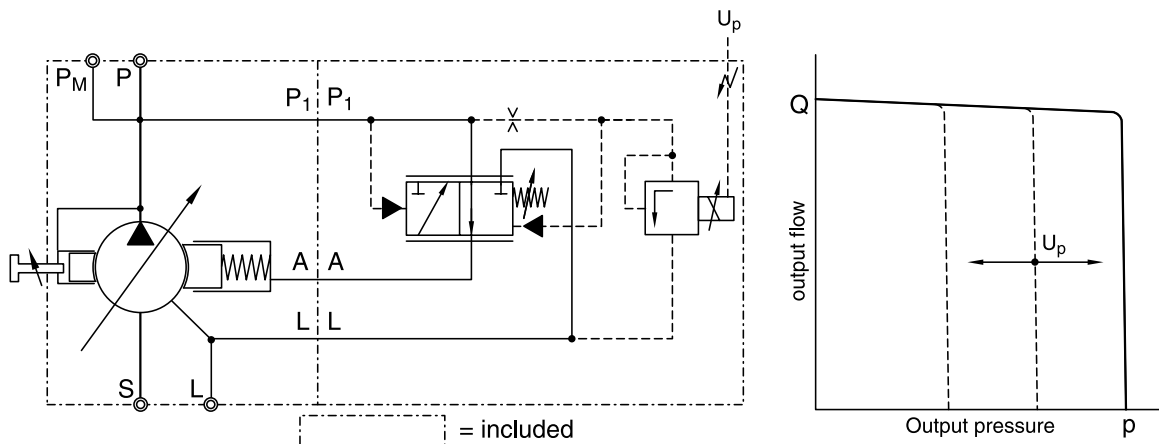 Up
PM P
P1 P1
A A
L L
S L
= included
Q
output flow
Up
Output pressure p